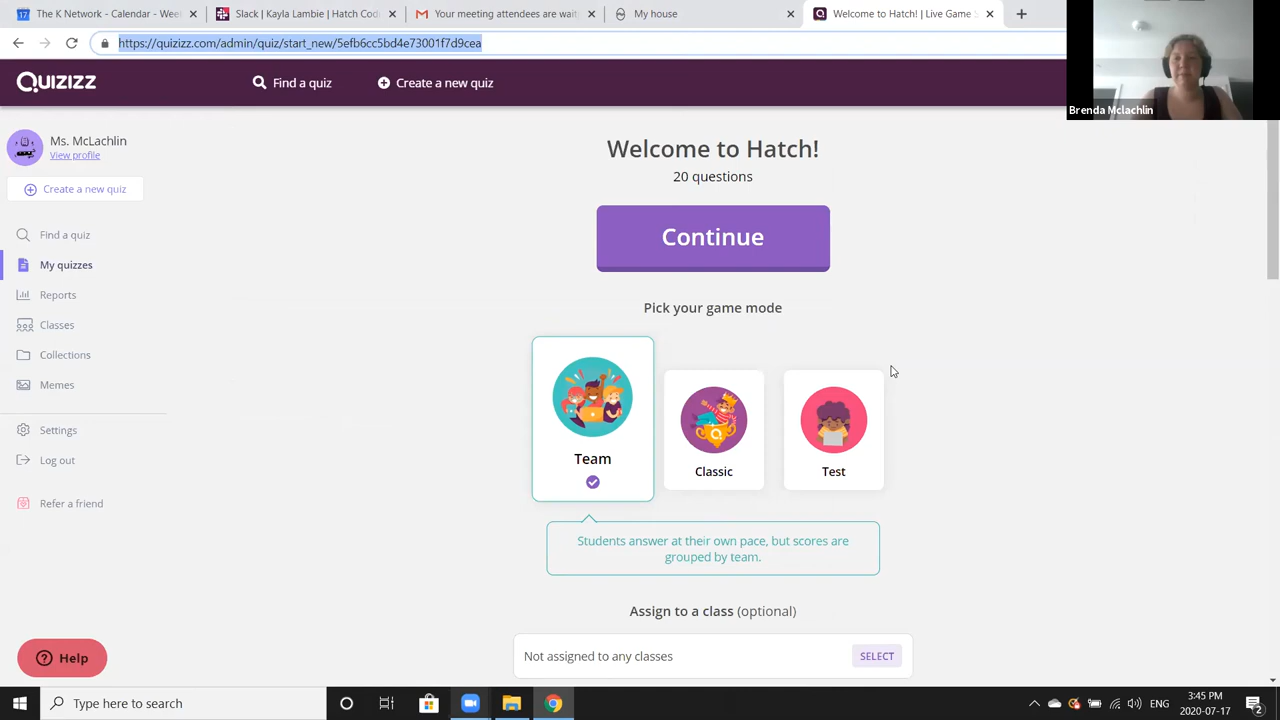 17
The K Network - Calendar - Wee
Slack | Kayla Lambie | Hatch Codi
Your meeting attendees are wait
My house
Welcome to Hatch! | Live Game S
https://quizizz.com/admin/quiz/start_new/5efb6cc5bd4e73001f7d9cea
Quizizz
Find a quiz
Create a new quiz
Brenda Mclachlin
Ms. McLachlin
View profile
Create a new quiz
Find a quiz
My quizzes
Reports
Classes
Collections
Memes
Settings
Log out
Refer a friend
Welcome to Hatch!
20 questions
Continue
Pick your game mode
Team
Classic
Test
Students answer at their own pace, but scores are
grouped by team.
Assign to a class (optional)
Not assigned to any classes
SELECT
Help
Type here to search
ENG
3:45 PM
2020-07-17
2